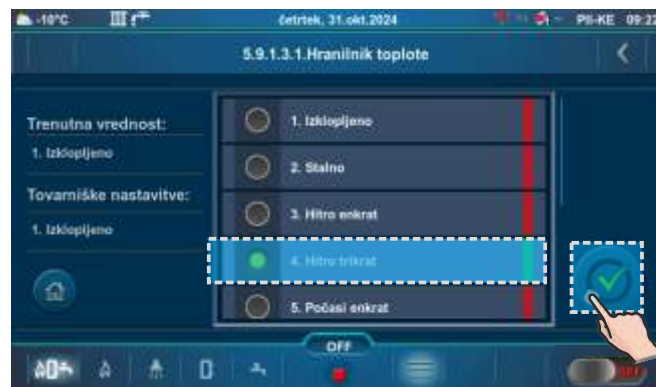 -10°C
četrtek, 31.okt.2024
PII-KE 09:22
5.9.1.3.1.Hranilnik toplote
Trenutna vrednost:
1. Izklopljeno
Tovarniške nastavitve:
1. Izklopljeno
1. Izklopljeno
2. Stalno
3. Hitro enkrat
4. Hitro trikrat
5. Počasi enkrat
OFF
OFF